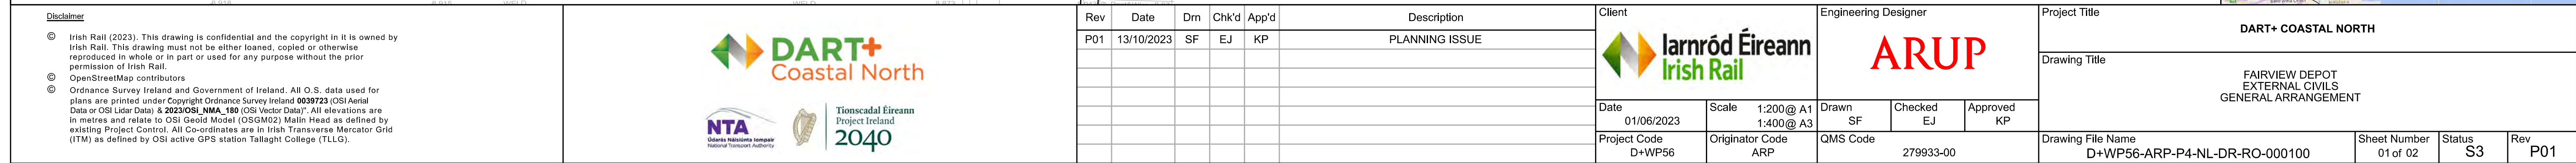 Disclaimer
© Irish Rail (2023). This drawing is confidential and the copyright in it is owned by
Irish Rail. This drawing must not be either loaned, copied or otherwise
reproduced in whole or in part or used for any purpose without the prior
permission of Irish Rail.
© OpenStreetMap contributors
© Ordnance Survey Ireland and Government of Ireland. All O.S. data used for
plans are printed under Copyright Ordnance Survey Ireland 0039723 (OSI Aerial
Data or OSI Lidar Data) & 2023/OSi_NMA_180 (OSi Vector Data)". All elevations are
in metres and relate to OSi Geoid Model (OSGM02) Malin Head as defined by
existing Project Control. All Co-ordinates are in Irish Transverse Mercator Grid
(ITM) as defined by OSi active GPS station Tallaght College (TLLG).
DART+
Coastal North
NTA
Údarás Náisiúnta Iompair
National Transport Authority
Tionscadal Éireann
Project Ireland
2040
Rev Date Drn Chk'd App'd Description
P01 13/10/2023 SF EJ KP PLANNING ISSUE
Client
Iarnród Éireann
Irish Rail
Engineering Designer
ARUP
Date
01/06/2023
Scale 1:200@ A1
1:400@ A3
Drawn
SF
Checked
EJ
Approved
KP
Project Code
D+WP56
Originator Code
ARP
QMS Code
279933-00
Project Title
DART+ COASTAL NORTH
Drawing Title
FAIRVIEW DEPOT
EXTERNAL CIVILS
GENERAL ARRANGEMENT
Drawing File Name
D+WP56-ARP-P4-NL-DR-RO-000100
Sheet Number
01 of 02
Status
S3
Rev
P01